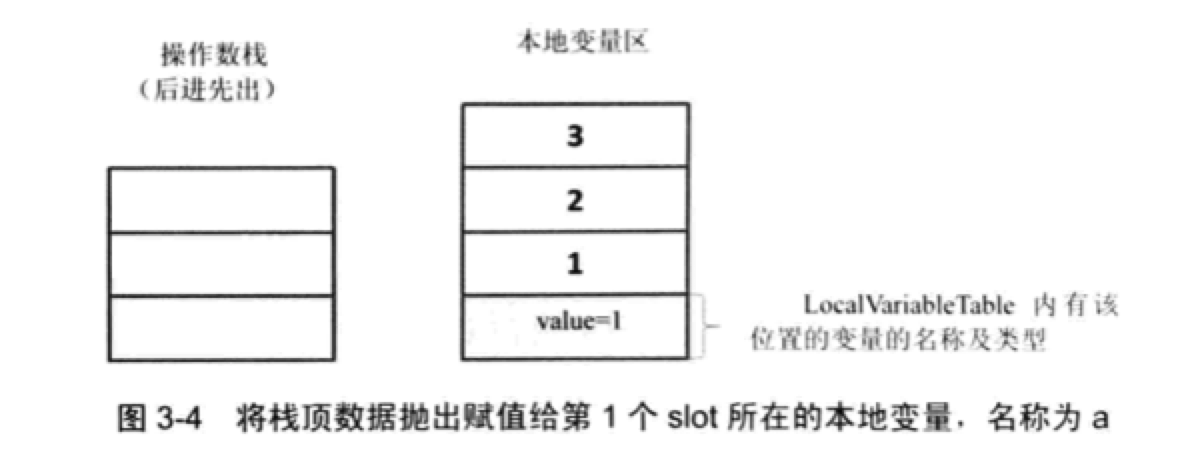 操作数栈
（后进先出）
本地变量区
3
2
1
value=1
LocalVariableTable 内有该
位置的变量的名称及类型
图 3-4 将栈顶数据抛出赋值给第 1 个 slot 所在的本地变量，名称为 a